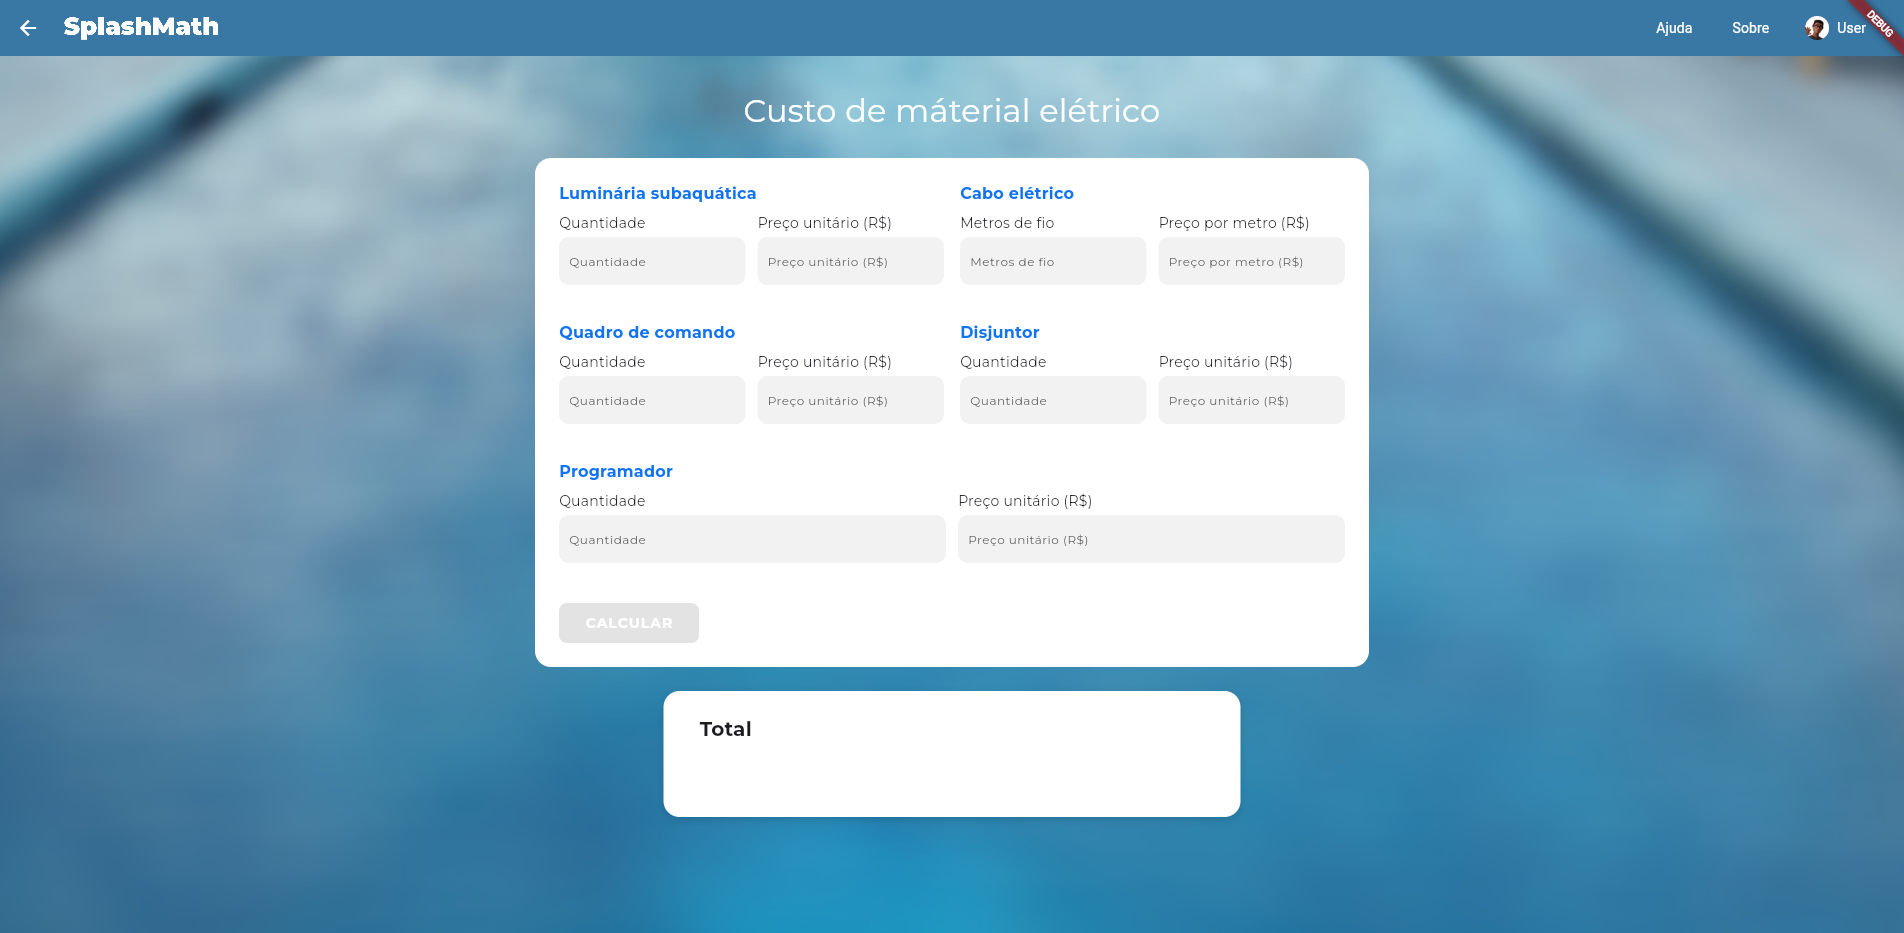 SplashMath
Ajuda
Sobre
User
DEBUG
Custo de máterial elétrico
Luminária subaquática
Cabo elétrico
Quantidade
Preço unitário (R$)
Metros de fio
Preço por metro (R$)
Quantidade
Preço unitário (R$)
Metros de fio
Preço por metro (R$)
Quadro de comando
Disjuntor
Quantidade
Preço unitário (R$)
Quantidade
Preço unitário (R$)
Quantidade
Preço unitário (R$)
Quantidade
Preço unitário (R$)
Programador
Quantidade
Preço unitário (R$)
Quantidade
Preço unitário (R$)
CALCULAR
Total